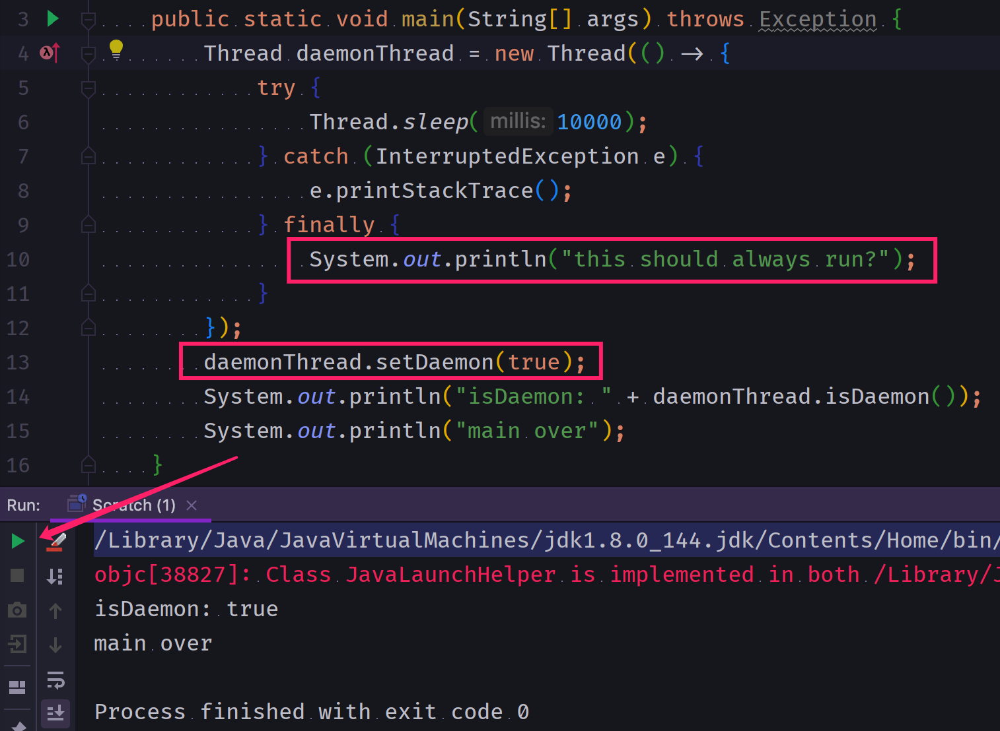 3 public static void main(String[] args) throws Exception {
4 Thread daemonThread = new Thread(() -> {
5 try {
6 Thread.sleep( millis: 10000);
7 } catch (InterruptedException e) {
8 e.printStackTrace();
9 } finally {
10 System.out.println("this should always run?");
11 }
12 });
13 daemonThread.setDaemon(true);
14 System.out.println("isDaemon: " + daemonThread.isDaemon());
15 System.out.println("main over");
16 }
Run: Scratch (1)
/Library/Java/JavaVirtualMachines/jdk1.8.0_144.jdk/Contents/Home/bin/
objc[38827]: Class JavaLaunchHelper is implemented in both /Library/J
isDaemon: true
main over
Process finished with exit code 0